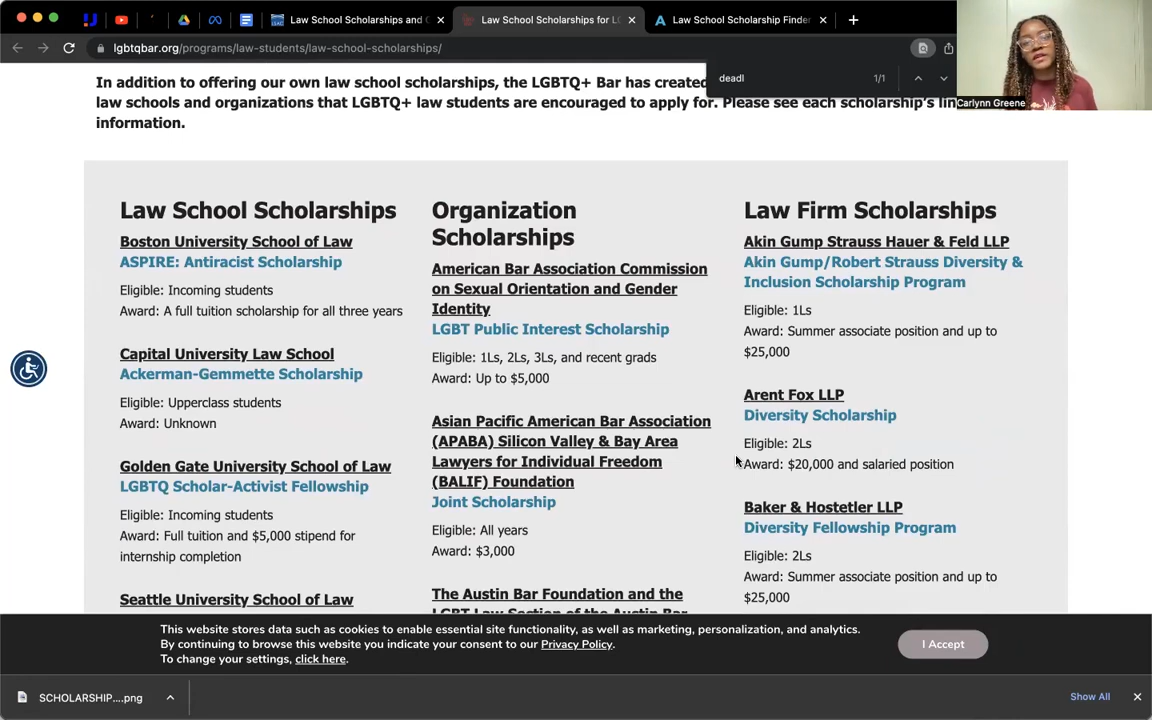 Law School Scholarships and G
Law School Scholarships for L
Law School Scholarship Finder
lgbtqbar.org/programs/law-students/law-school-scholarships/
deadl
1/1
Carlynn Greene
In addition to offering our own law school scholarships, the LGBTQ+ Bar has created
law schools and organizations that LGBTQ+ law students are encouraged to apply for. Please see each scholarship's lin
information.
Law School Scholarships
Boston University School of Law
ASPIRE: Antiracist Scholarship
Eligible: Incoming students
Award: A full tuition scholarship for all three years
Capital University Law School
Ackerman-Gemmette Scholarship
Eligible: Upperclass students
Award: Unknown
Golden Gate University School of Law
LGBTQ Scholar-Activist Fellowship
Eligible: Incoming students
Award: Full tuition and $5,000 stipend for
internship completion
Seattle University School of Law
Organization
Scholarships
American Bar Association Commission
on Sexual Orientation and Gender
Identity
LGBT Public Interest Scholarship
Eligible: 1Ls, 2Ls, 3Ls, and recent grads
Award: Up to $5,000
Asian Pacific American Bar Association
(APABA) Silicon Valley & Bay Area
Lawyers for Individual Freedom
(BALIF) Foundation
Joint Scholarship
Eligible: All years
Award: $3,000
The Austin Bar Foundation and the
LGBT Law Section of the Austin Bar
Law Firm Scholarships
Akin Gump Strauss Hauer & Feld LLP
Akin Gump/Robert Strauss Diversity &
Inclusion Scholarship Program
Eligible: 1Ls
Award: Summer associate position and up to
$25,000
Arent Fox LLP
Diversity Scholarship
Eligible: 2Ls
Award: $20,000 and salaried position
Baker & Hostetler LLP
Diversity Fellowship Program
Eligible: 2Ls
Award: Summer associate position and up to
$25,000
This website stores data such as cookies to enable essential site functionality, as well as marketing, personalization, and analytics.
By continuing to browse this website you indicate your consent to our Privacy Policy.
To change your settings, click here.
I Accept
SCHOLARSHIP....png
Show All